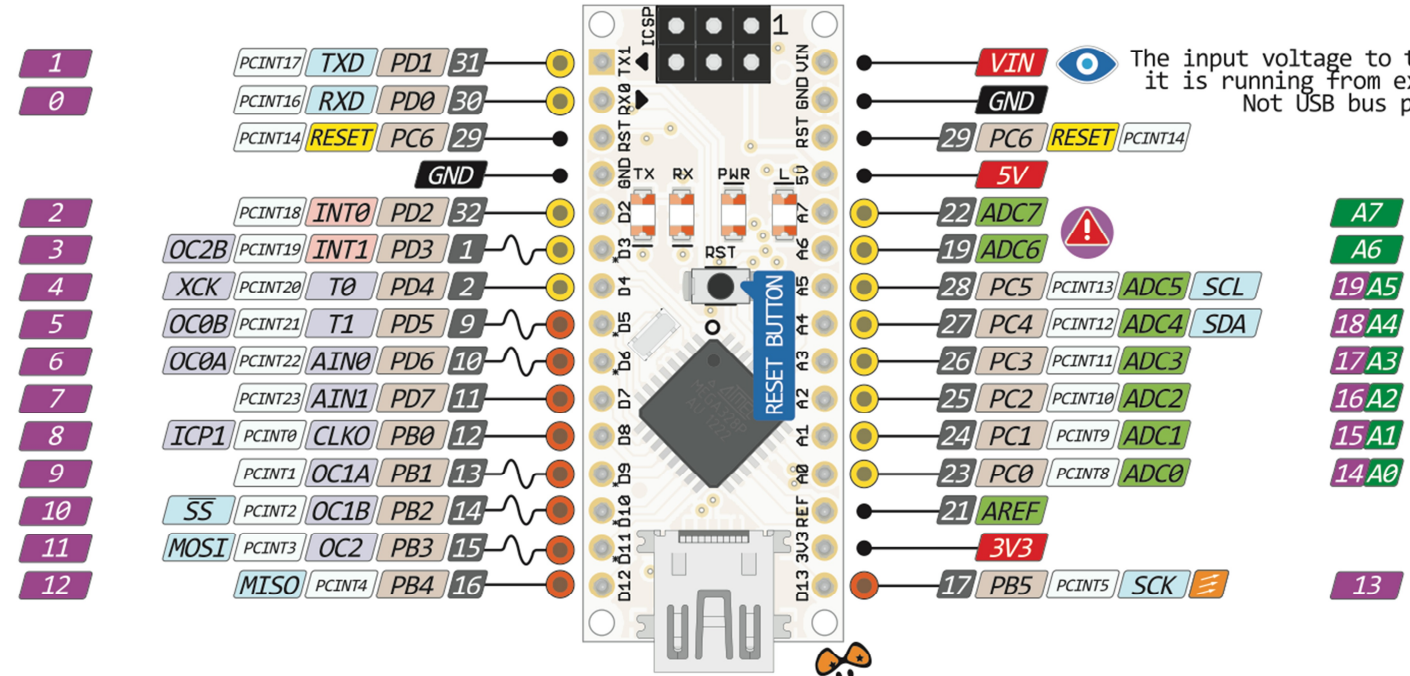 ICSP 1
1 PCINT17 TXD PD1 31 TX1 VIN VIN The input voltage to t
it is running from ex
0 PCINT16 RXD PD0 30 RX0 GND GND Not USB bus p
PCINT14 RESET PC6 29 RST RST 29 PC6 RESET PCINT14
GND GND TX RX PWR L 5V 5V
2 PCINT18 INT0 PD2 32 D2 A7 22 ADC7 A7
3 OC2B PCINT19 INT1 PD3 1 *D3 RST A6 19 ADC6 A6
4 XCK PCINT20 T0 PD4 2 D4 A5 28 PC5 PCINT13 ADC5 SCL 19 A5
5 OC0B PCINT21 T1 PD5 9 *D5 A4 27 PC4 PCINT12 ADC4 SDA 18 A4
RESET BUTTON
6 OC0A PCINT22 AIN0 PD6 10 *D6 A3 26 PC3 PCINT11 ADC3 17 A3
7 PCINT23 AIN1 PD7 11 D7 A2 25 PC2 PCINT10 ADC2 16 A2
8 ICP1 PCINT0 CLKO PB0 12 D8 A1 24 PC1 PCINT9 ADC1 15 A1
9 PCINT1 OC1A PB1 13 *D9 A0 23 PC0 PCINT8 ADC0 14 A0
10 SS PCINT2 OC1B PB2 14 *D10 REF 21 AREF
11 MOSI PCINT3 OC2 PB3 15 *D11 3V3 3V3
12 MISO PCINT4 PB4 16 D12 D13 17 PB5 PCINT5 SCK 13